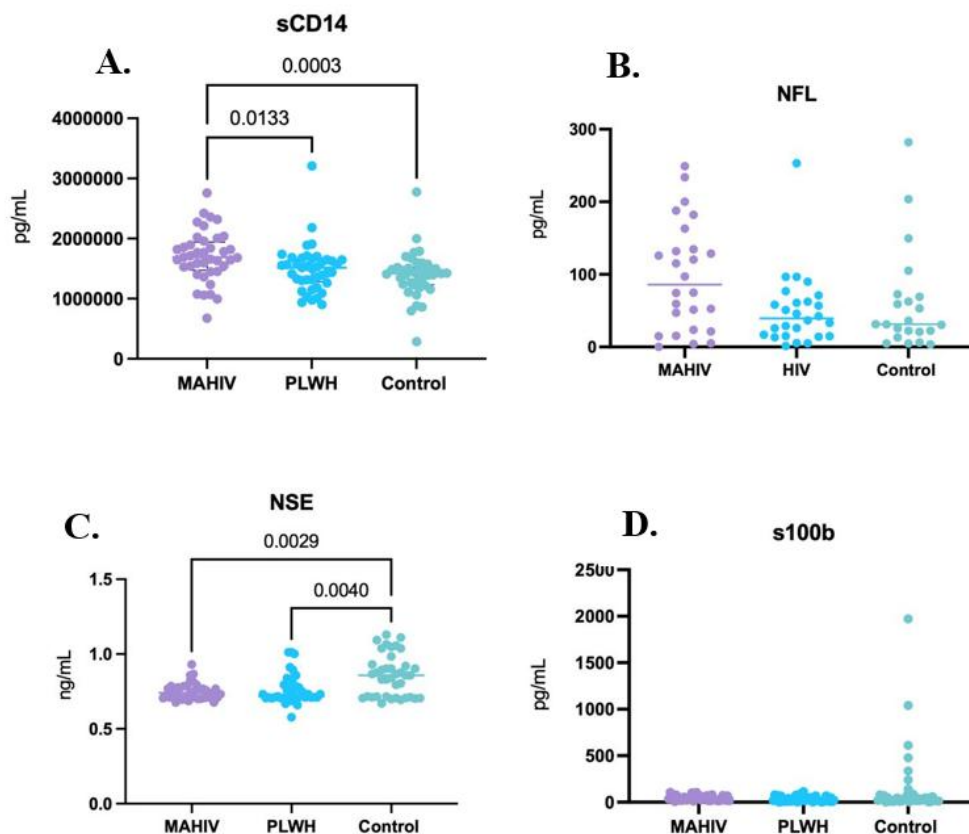 A.
sCD14
0.0003
0.0133
4000000
3000000
2000000
1000000
0
pg/mL
MAHIV PLWH Control
B.
NFL
300
200
100
0
pg/mL
MAHIV HIV Control
C.
NSE
0.0029
0.0040
1.5
1.0
0.5
0.0
ng/mL
MAHIV PLWH Control
D.
s100b
2500
2000
1500
1000
500
0
pg/mL
MAHIV PLWH Control